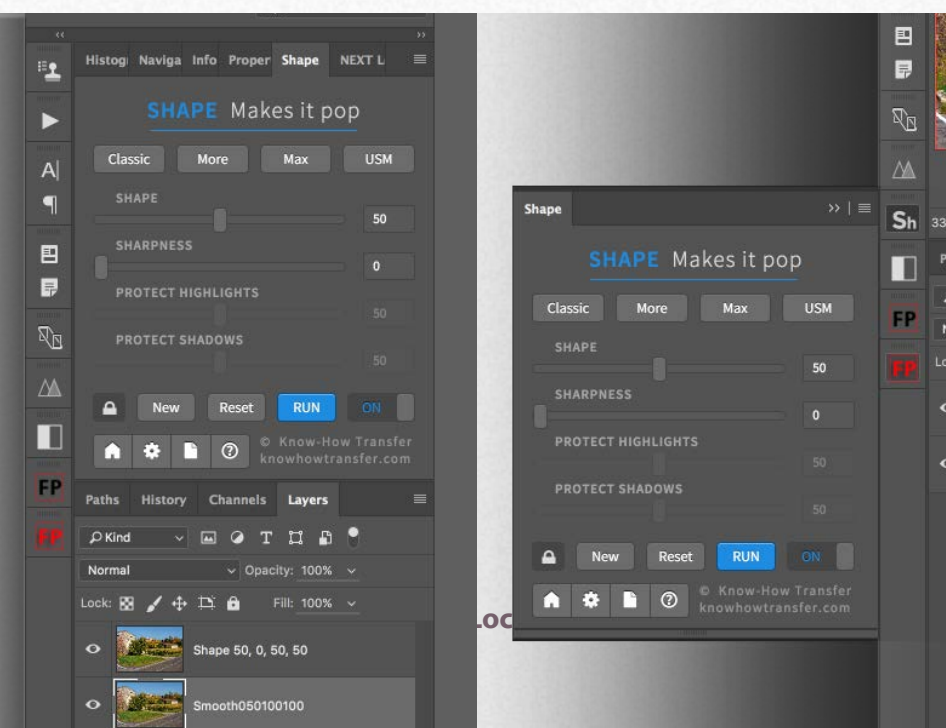 Histog Naviga Info Proper Shape NEXT L
SHAPE Makes it pop
Classic More Max USM
SHAPE
50
SHARPNESS
0
PROTECT HIGHLIGHTS
50
PROTECT SHADOWS
50
New Reset RUN ON
© Know-How Transfer
knowhowtransfer.com
A
FP
FP
Paths History Channels Layers
Kind
T
Normal
Opacity: 100%
Lock:
Fill: 100%
Shape 50, 0, 50, 50
Smooth050100100
Shape
SHAPE Makes it pop
Classic More Max USM
SHAPE
50
SHARPNESS
0
PROTECT HIGHLIGHTS
50
PROTECT SHADOWS
50
New Reset RUN ON
© Know-How Transfer
knowhowtransfer.com
Sh
33
FP
FP
Lo